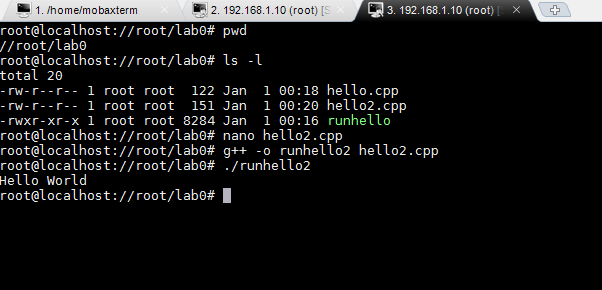 1. /home/mobaxterm
2. 192.168.1.10 (root) [S
3. 192.168.1.10 (root) [S
root@localhost://root/lab0# pwd
//root/lab0
root@localhost://root/lab0# ls -l
total 20
-rw-r--r-- 1 root root  122 Jan  1 00:18 hello.cpp
-rw-r--r-- 1 root root  151 Jan  1 00:20 hello2.cpp
-rwxr-xr-x 1 root root 8284 Jan  1 00:16 runhello
root@localhost://root/lab0# nano hello2.cpp
root@localhost://root/lab0# g++ -o runhello2 hello2.cpp
root@localhost://root/lab0# ./runhello2
Hello World
root@localhost://root/lab0#